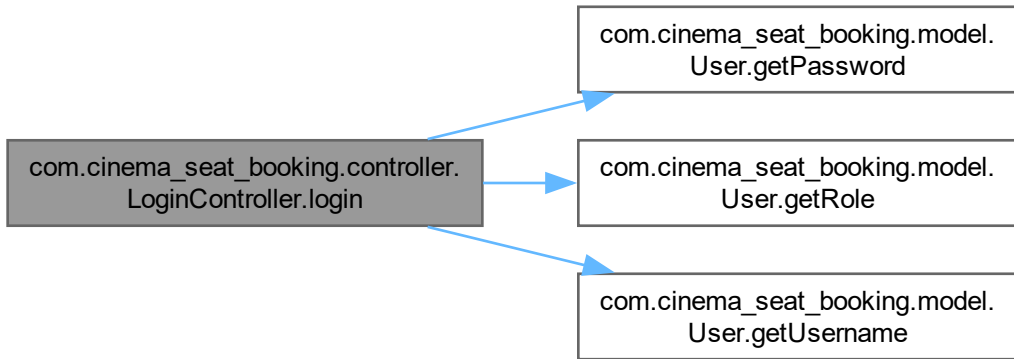 com.cinema_seat_booking.controller.
LoginController.login
com.cinema_seat_booking.model.
User.getPassword
com.cinema_seat_booking.model.
User.getRole
com.cinema_seat_booking.model.
User.getUsername